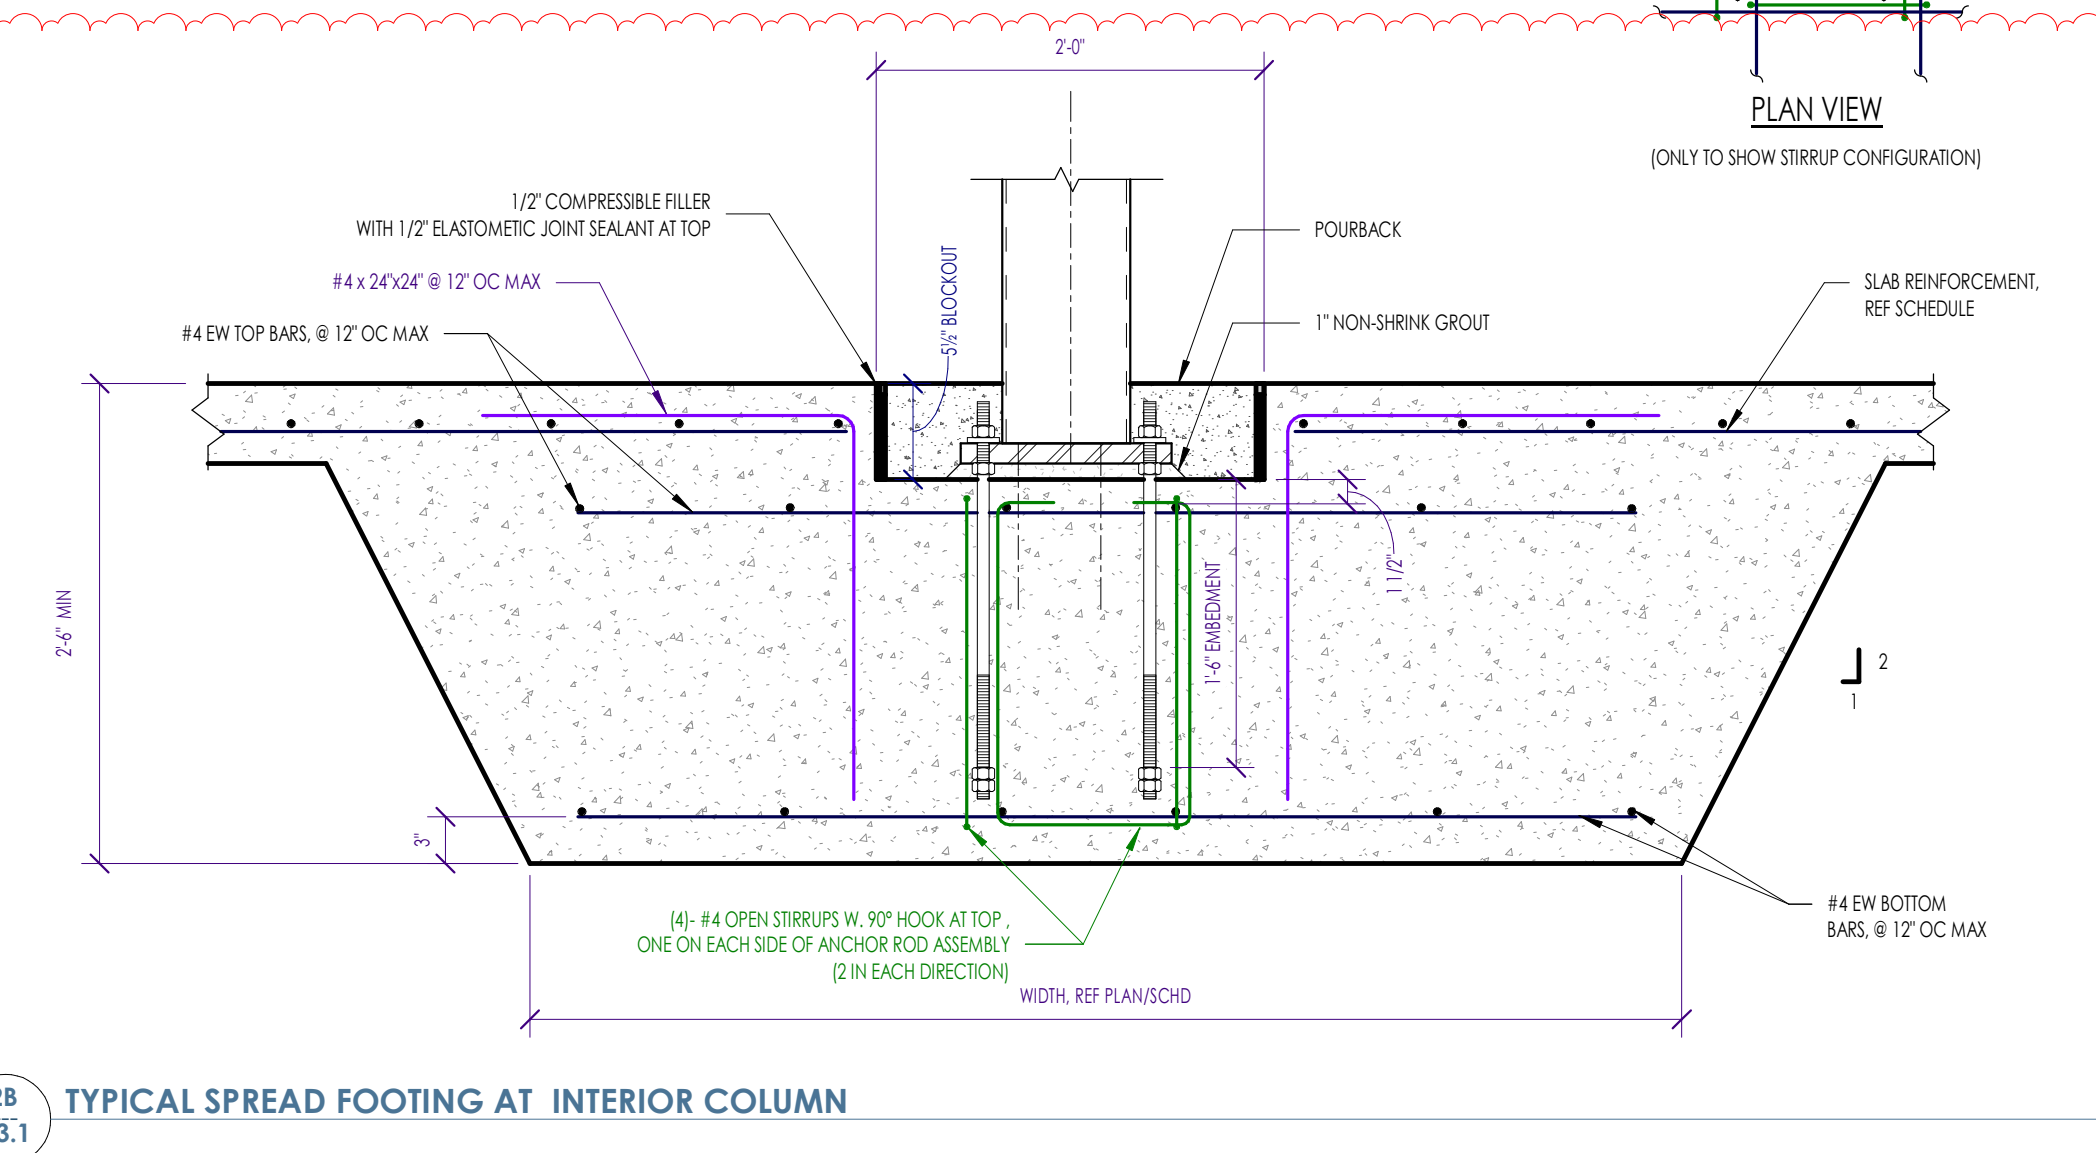 2'-0"
PLAN VIEW
(ONLY TO SHOW STIRRUP CONFIGURATION)
1/2" COMPRESSIBLE FILLER
WITH 1/2" ELASTOMETIC JOINT SEALANT AT TOP
POURBACK
#4 x 24"x24" @ 12" OC MAX
5½" BLOCKOUT
SLAB REINFORCEMENT,
REF SCHEDULE
#4 EW TOP BARS, @ 12" OC MAX
1" NON-SHRINK GROUT
2'-6" MIN
1'-6" EMBEDMENT
1 1/2"
2
1
3"
#4 EW BOTTOM
BARS, @ 12" OC MAX
(4)- #4 OPEN STIRRUPS W. 90° HOOK AT TOP ,
ONE ON EACH SIDE OF ANCHOR ROD ASSEMBLY
(2 IN EACH DIRECTION)
WIDTH, REF PLAN/SCHD
TYPICAL SPREAD FOOTING AT INTERIOR COLUMN
3.1